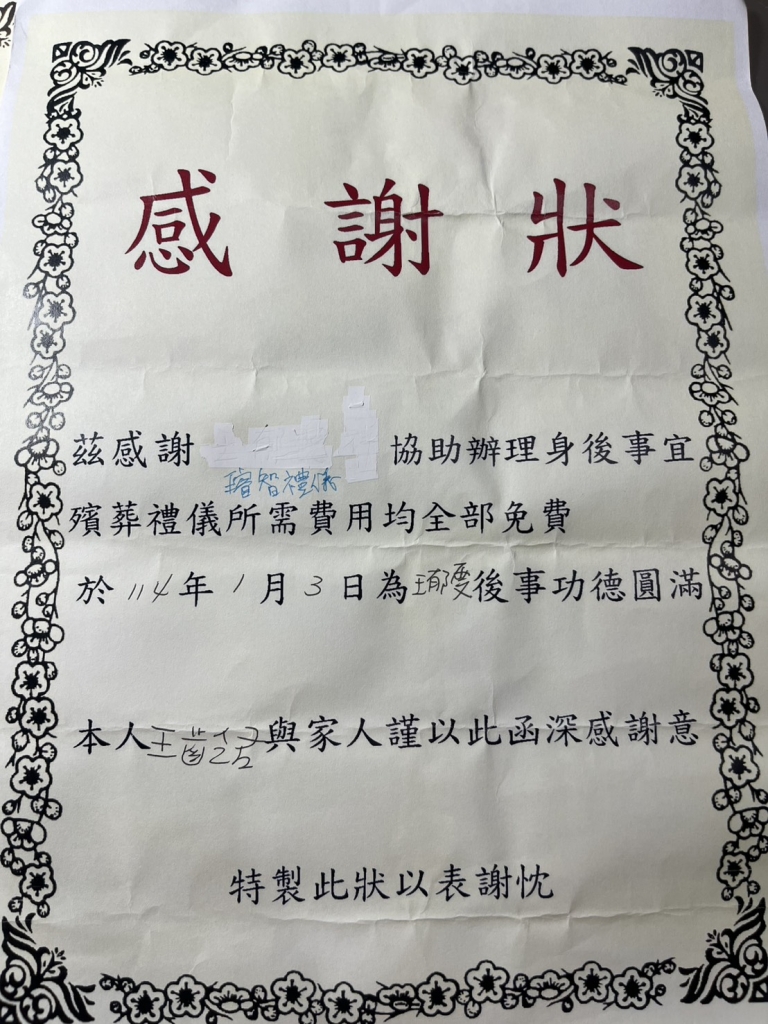 感謝狀
茲感謝 協助辦理身後事宜
智禮儀
殯葬禮儀所需費用均全部免費
於114年1月3日為後事功德圓滿
本人王與家人謹以此函深感謝意
特製此狀以表謝忱